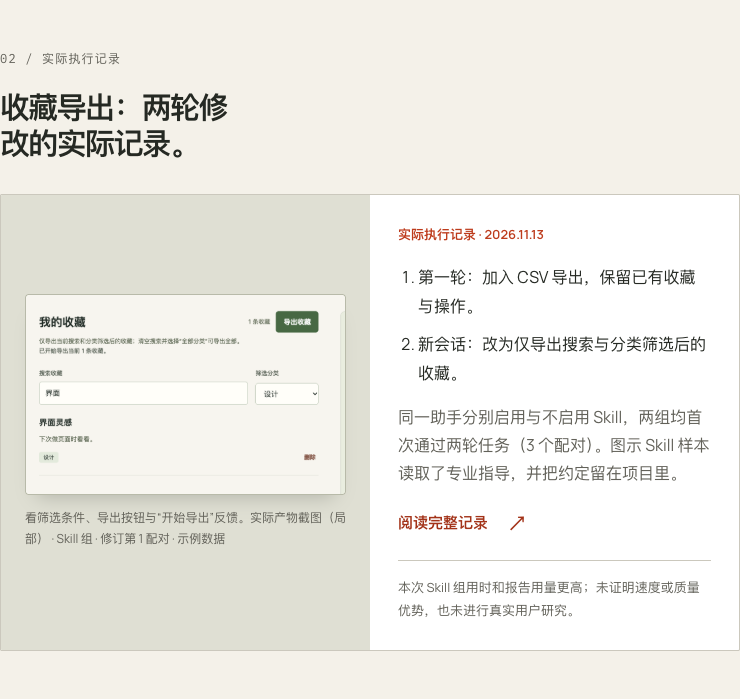 02 / 实际执行记录
收藏导出：两轮修
改的实际记录。
我的收藏
1 条收藏
导出收藏
仅导出当前搜索和分类筛选后的收藏；清空搜索并选择“全部分类”可导出全部。
已开始导出当前 1 条收藏。
搜索收藏
筛选分类
界面
设计
界面灵感
下次做页面时看看。
设计
删除
看筛选条件、导出按钮与“开始导出”反馈。实际产物截图（局
部） · Skill 组 · 修订第 1 配对 · 示例数据
实际执行记录 · 2026.11.13
1. 第一轮：加入 CSV 导出，保留已有收藏
与操作。
2. 新会话：改为仅导出搜索与分类筛选后的
收藏。
同一助手分别启用与不启用 Skill，两组均首
次通过两轮任务（3 个配对）。图示 Skill 样本
读取了专业指导，并把约定留在项目里。
阅读完整记录 ↗
本次 Skill 组用时和报告用量更高；未证明速度或质量
优势，也未进行真实用户研究。